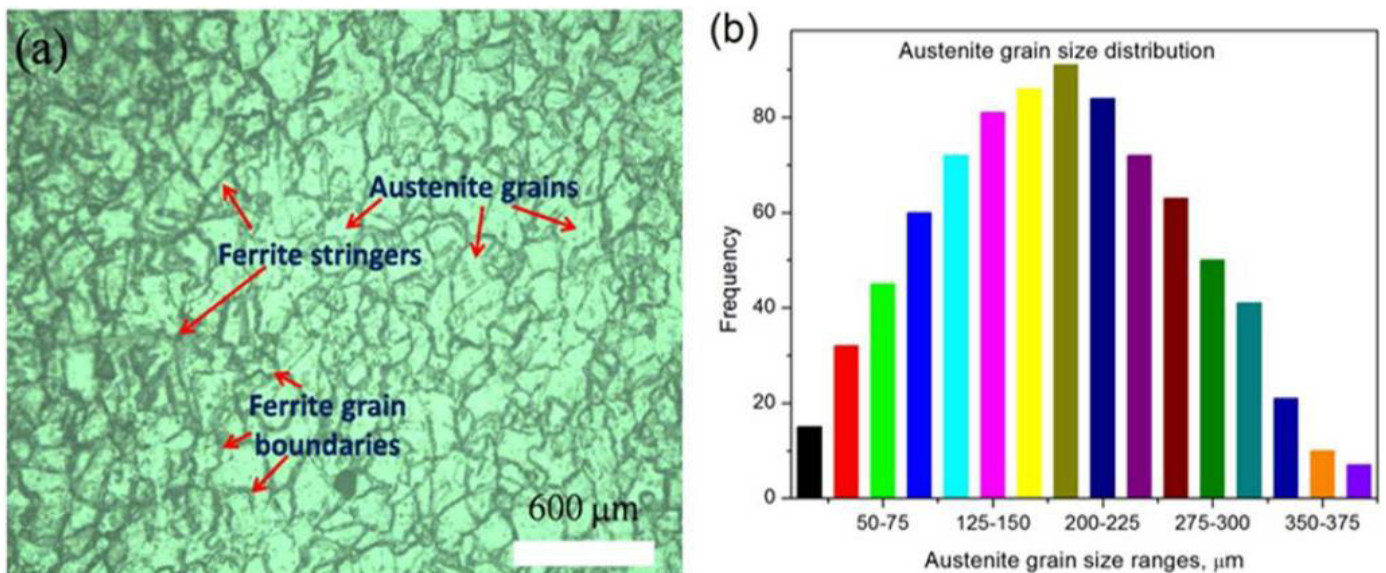 (a)
Austenite grains
Ferrite stringers
Ferrite grain
boundaries
600 μm
(b)
Austenite grain size distribution
Frequency
80
60
40
20
0
50-75 125-150 200-225 275-300 350-375
Austenite grain size ranges, μm